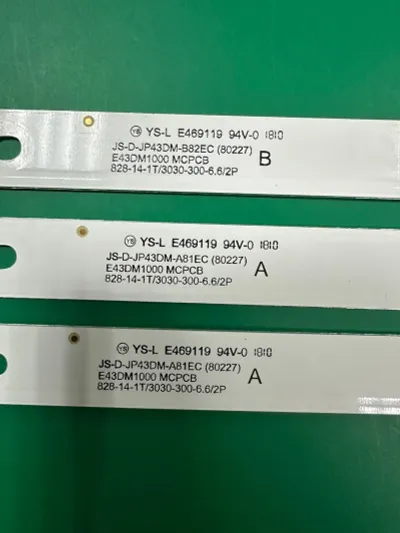 YS YS-L E469119 94V-0 1810
JS-D-JP43DM-B82EC (80227)
E43DM1000 MCPCB B
828-14-1T/3030-300-6.6/2P
YS YS-L E469119 94V-0 1810
JS-D-JP43DM-A81EC (80227)
E43DM1000 MCPCB A
828-14-1T/3030-300-6.6/2P
YS YS-L E469119 94V-0 1810
JS-D-JP43DM-A81EC (80227)
E43DM1000 MCPCB A
828-14-1T/3030-300-6.6/2P